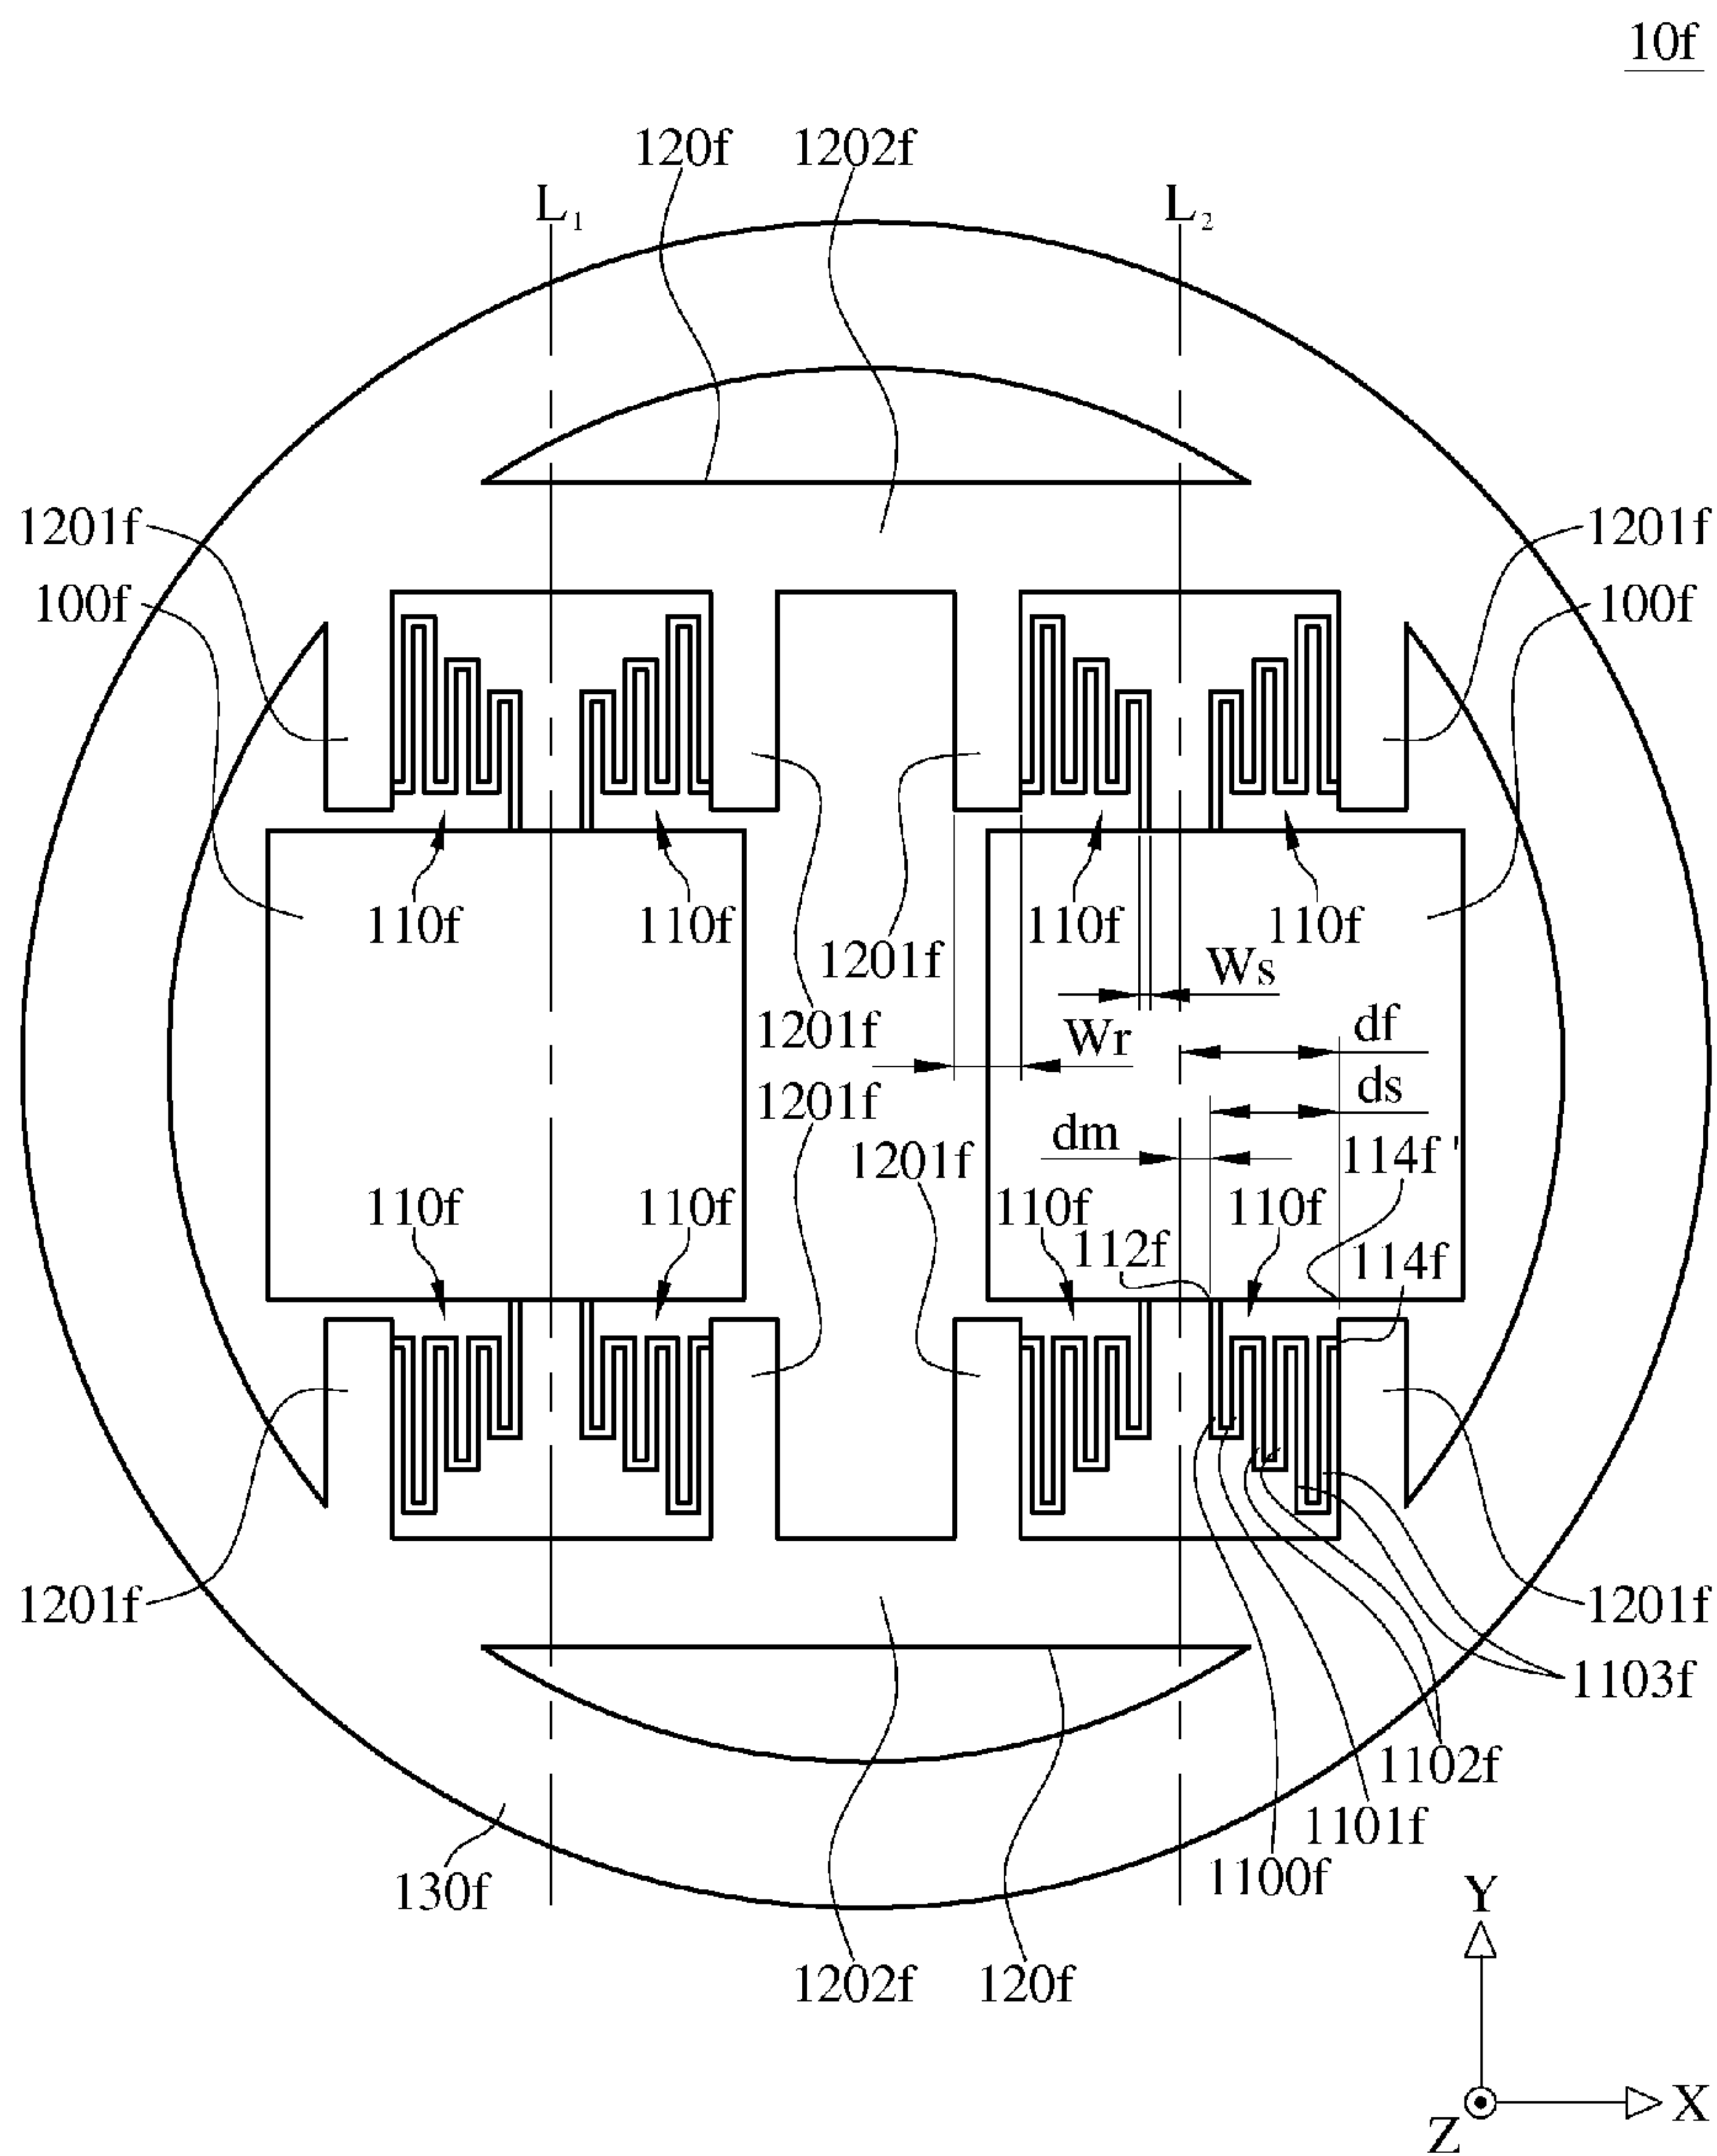 10f
120f 1202f
L₁ L₂
1201f 1201f
100f 100f
110f 110f 110f 110f
1201f Ws
1201f Wr df
1201f ds
dm 1201f 114f '
110f 110f 110f 110f
112f 114f
1201f 1201f
1103f
1102f
1101f
130f 1100f
Y
1202f 120f
X
Z